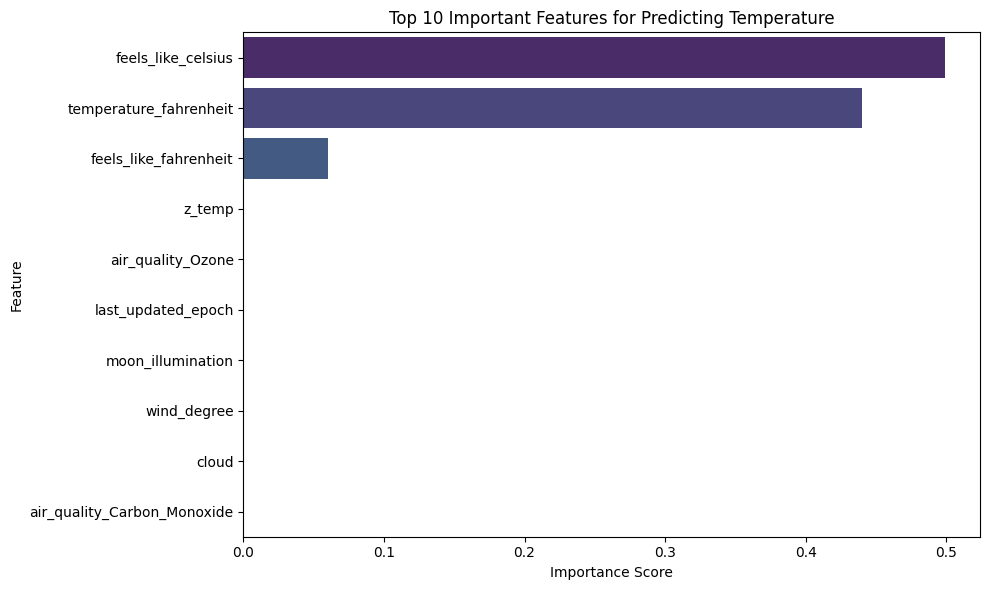 Top 10 Important Features for Predicting Temperature
feels_like_celsius
temperature_fahrenheit
feels_like_fahrenheit
z_temp
air_quality_Ozone
last_updated_epoch
moon_illumination
wind_degree
cloud
air_quality_Carbon_Monoxide
Feature
0.0 0.1 0.2 0.3 0.4 0.5
Importance Score